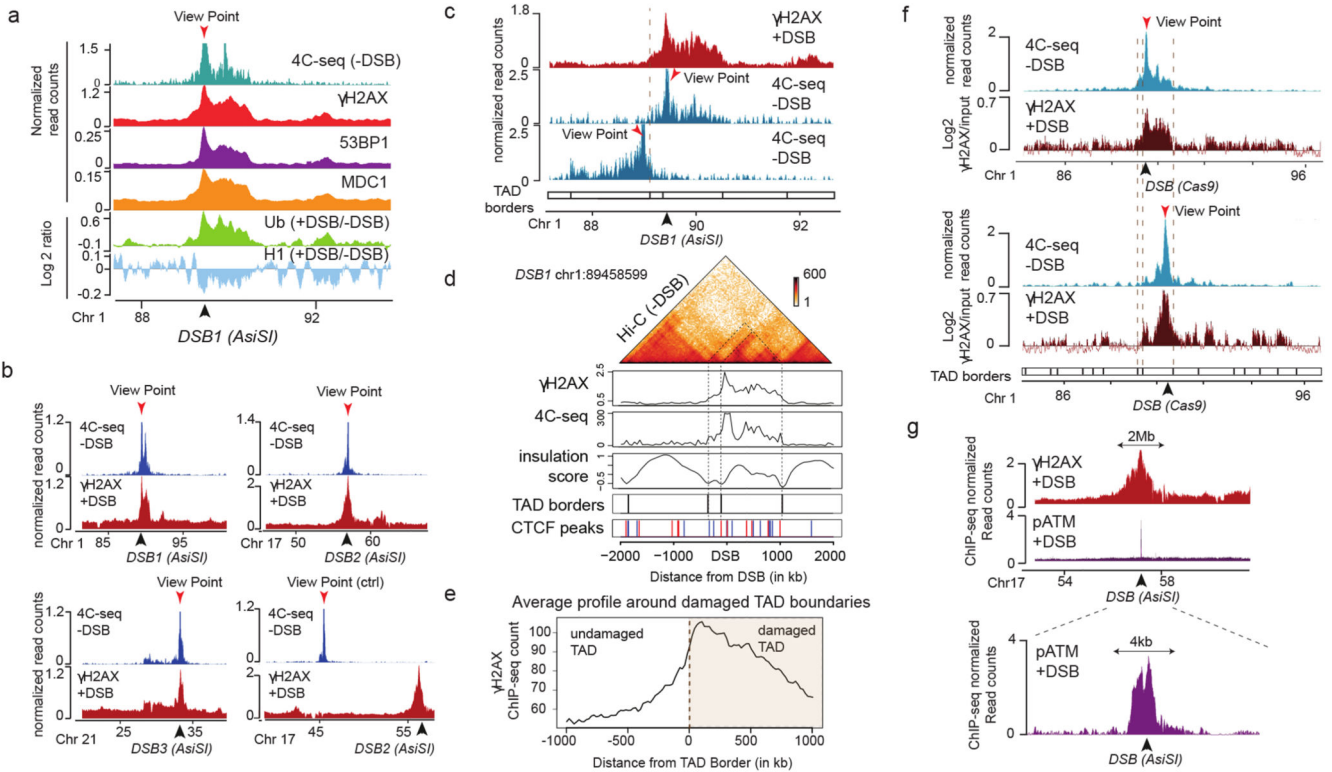 a
View Point
Normalized
read counts
1.5
0
4C-seq (-DSB)
1.2
0
γH2AX
0.25
0
53BP1
0.15
0
MDC1
Log 2 ratio
0.6
-0.1
Ub (+DSB/-DSB)
0.1
-0.2
H1 (+DSB/-DSB)
Chr 1
88
92
DSB1 (AsiSI)
b
View Point
View Point
normalized read counts
1.2
0
4C-seq
-DSB
1.2
0
γH2AX
+DSB
Chr 1
85
95
DSB1 (AsiSI)
1.4
0
4C-seq
-DSB
2
0
γH2AX
+DSB
Chr 17
50
60
DSB2 (AsiSI)
View Point
View Point (ctrl)
normalized read counts
1.2
0
4C-seq
-DSB
1.2
0
γH2AX
+DSB
Chr 21
25
35
DSB3 (AsiSI)
1.2
0
4C-seq
-DSB
2
0
γH2AX
+DSB
Chr 17
45
55
DSB2 (AsiSI)
c
normalized read counts
1.8
0
γH2AX
+DSB
2.5
0
View Point
4C-seq
-DSB
2.5
0
View Point
4C-seq
-DSB
TAD
borders
Chr 1
88
90
92
DSB1 (AsiSI)
d
DSB1 chr1:89458599
Hi-C (-DSB)
600
1
γH2AX
2.5
0.5
4C-seq
300
0
insulation
score
1
-0.5
TAD borders
CTCF peaks
−2000
−1000
DSB
1000
2000
Distance from DSB (in kb)
e
Average profile around damaged TAD boundaries
γH2AX
ChIP-seq count
100
90
80
70
60
undamaged
TAD
damaged
TAD
-1000
-500
0
500
1000
Distance from TAD Border (in kb)
f
View Point
normalized
read counts
2
0
4C-seq
-DSB
Log2
γH2AX/input
0.7
0
γH2AX
+DSB
Chr 1
86
96
DSB (Cas9)
View Point
normalized
read counts
2
0
4C-seq
-DSB
Log2
γH2AX/input
0.7
0
γH2AX
+DSB
TAD borders
Chr 1
86
96
DSB (Cas9)
g
2Mb
ChIP-seq normalized
Read counts
2
0
γH2AX
+DSB
4
0
pATM
+DSB
Chr17
54
58
DSB (AsiSI)
ChIP-seq normalized
Read counts
4
0
pATM
+DSB
4kb
DSB (AsiSI)